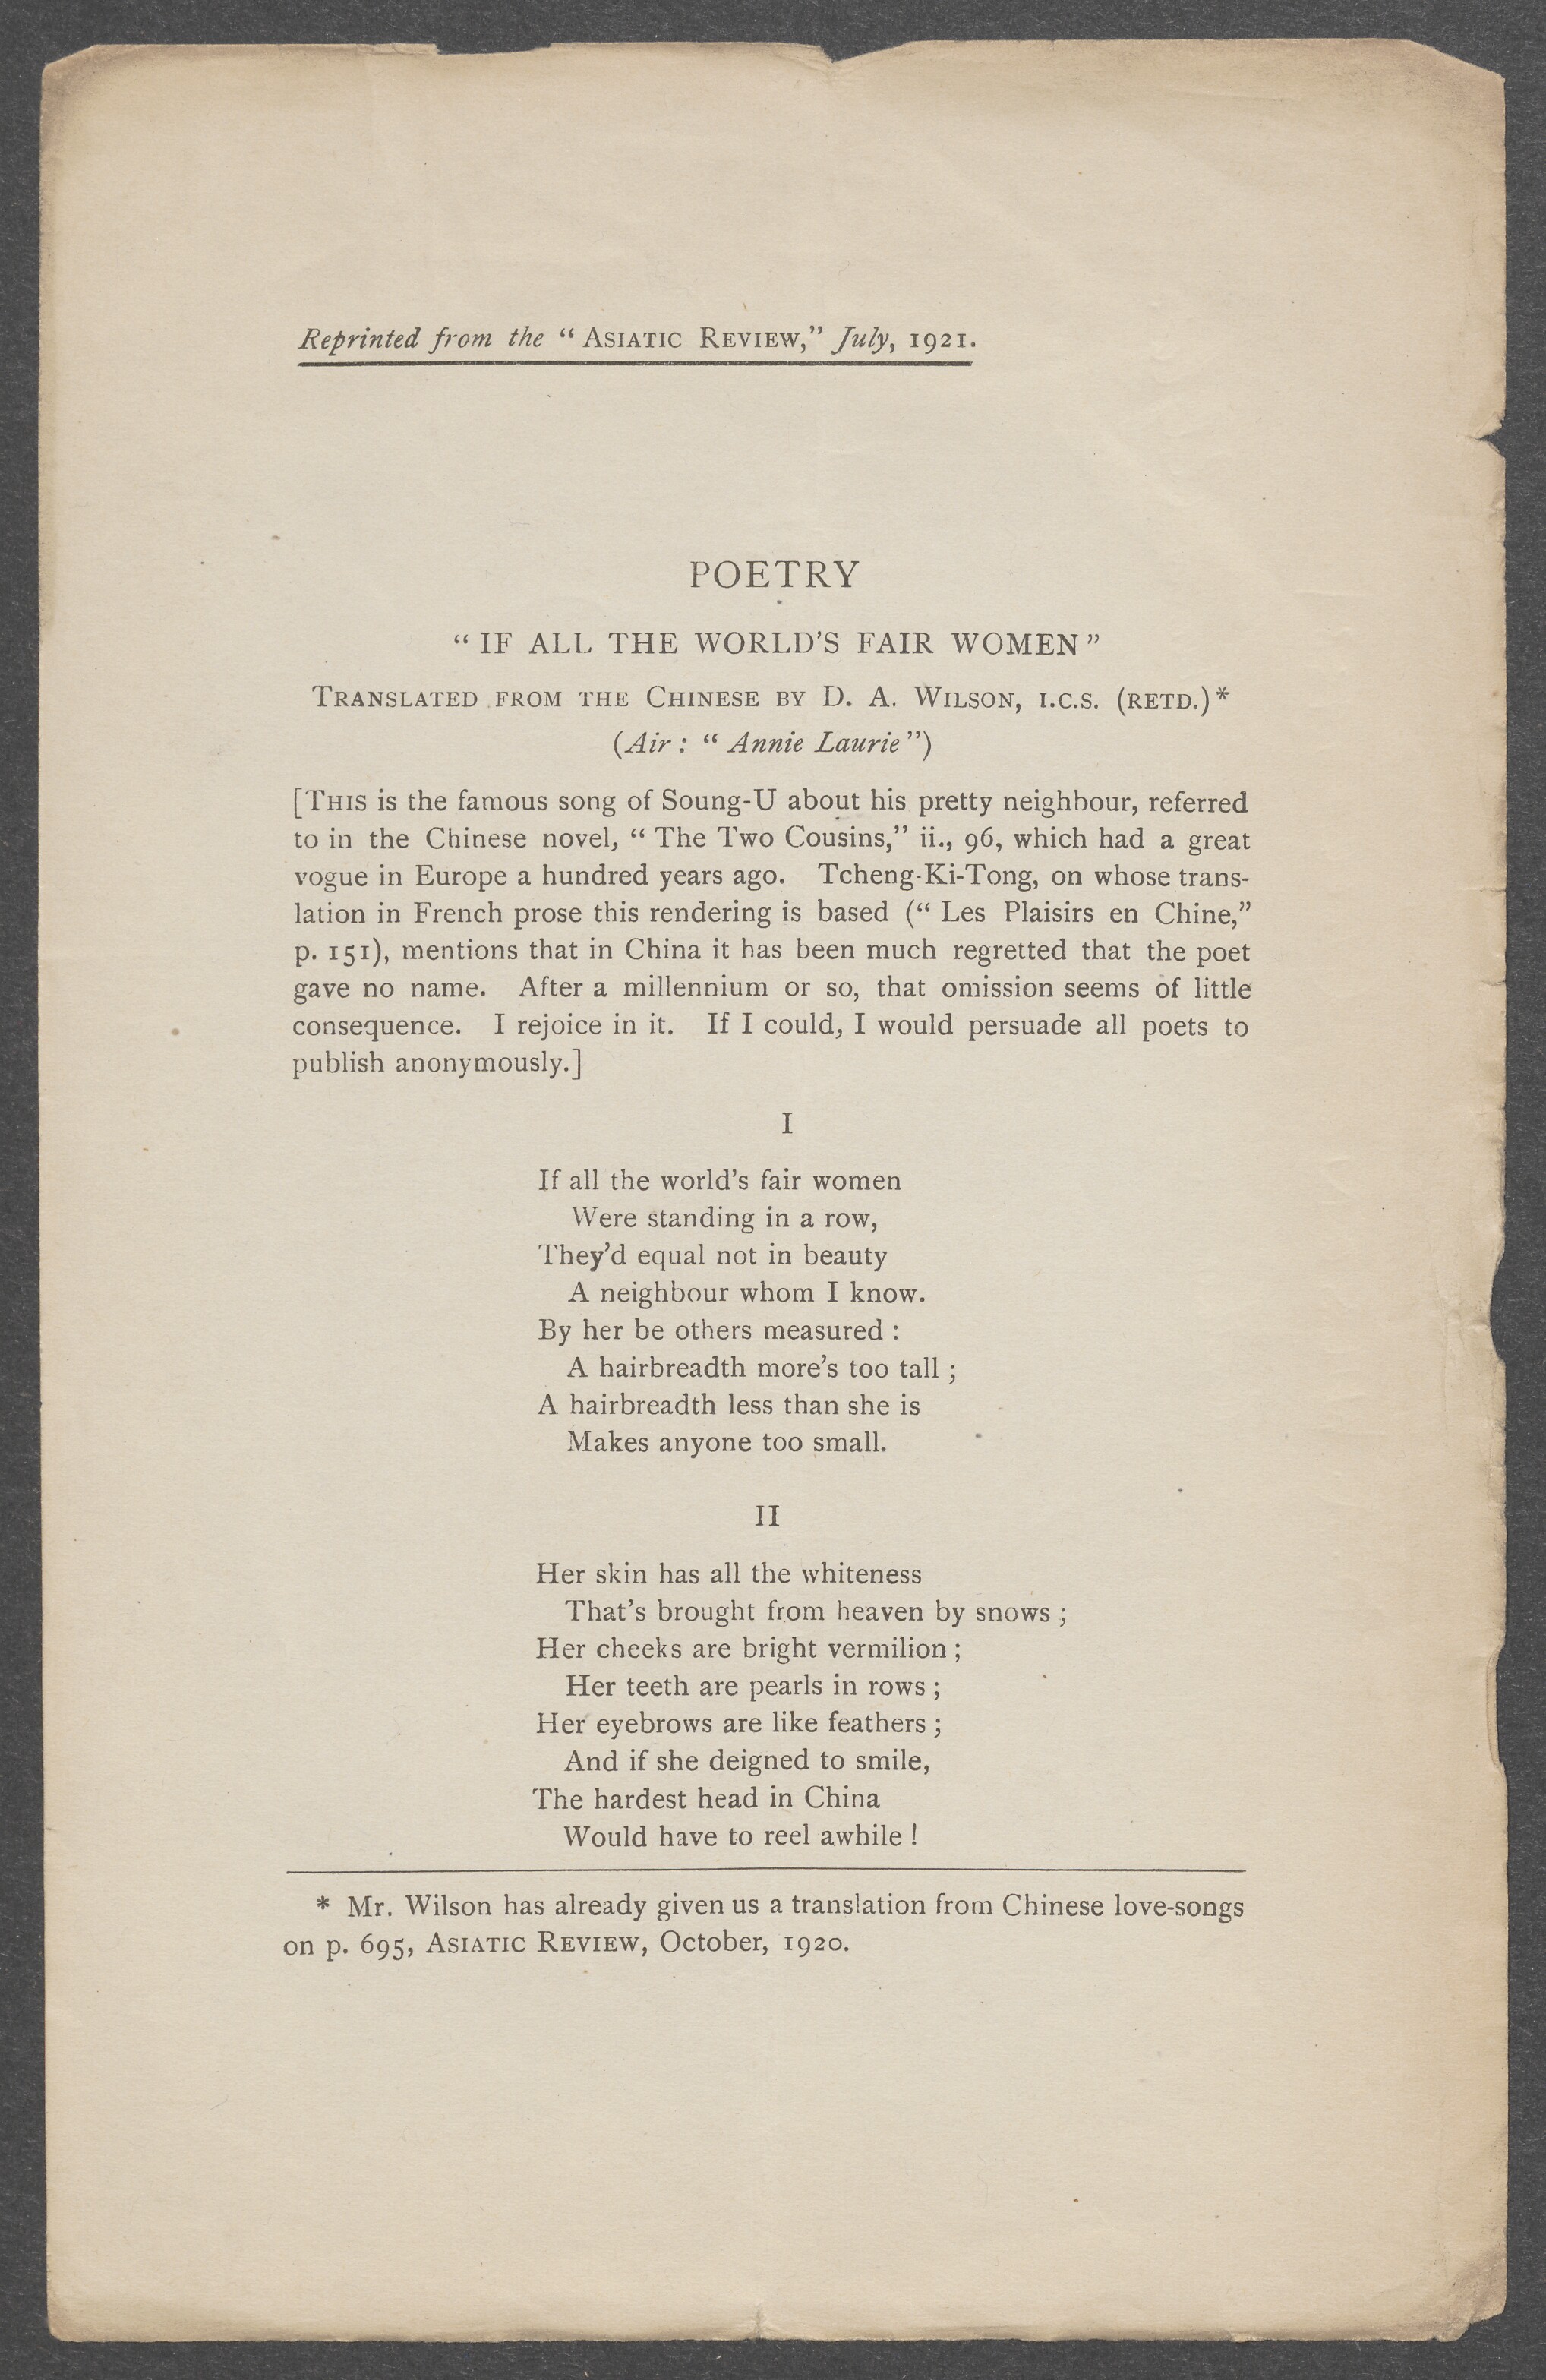 Reprinted from the “ ASIATIC REVIEW,” July, 1921.
POETRY
“ IF ALL THE WORLD’S FAIR WOMEN ”
TRANSLATED FROM THE CHINESE BY D. A. WILSON, I.C.S. (RETD.)*
(Air : “ Annie Laurie ”)
[THIS is the famous song of Soung-U about his pretty neighbour, referred
to in the Chinese novel, “ The Two Cousins,” ii., 96, which had a great
vogue in Europe a hundred years ago. Tcheng-Ki-Tong, on whose trans-
lation in French prose this rendering is based (“ Les Plaisirs en Chine,”
p. 151), mentions that in China it has been much regretted that the poet
gave no name. After a millennium or so, that omission seems of little
consequence. I rejoice in it. If I could, I would persuade all poets to
publish anonymously.]
I
If all the world’s fair women
Were standing in a row,
They’d equal not in beauty
A neighbour whom I know.
By her be others measured :
A hairbreadth more’s too tall ;
A hairbreadth less than she is
Makes anyone too small.
II
Her skin has all the whiteness
That’s brought from heaven by snows ;
Her cheeks are bright vermilion ;
Her teeth are pearls in rows ;
Her eyebrows are like feathers ;
And if she deigned to smile,
The hardest head in China
Would have to reel awhile !
* Mr. Wilson has already given us a translation from Chinese love-songs
on p. 695, ASIATIC REVIEW, October, 1920.